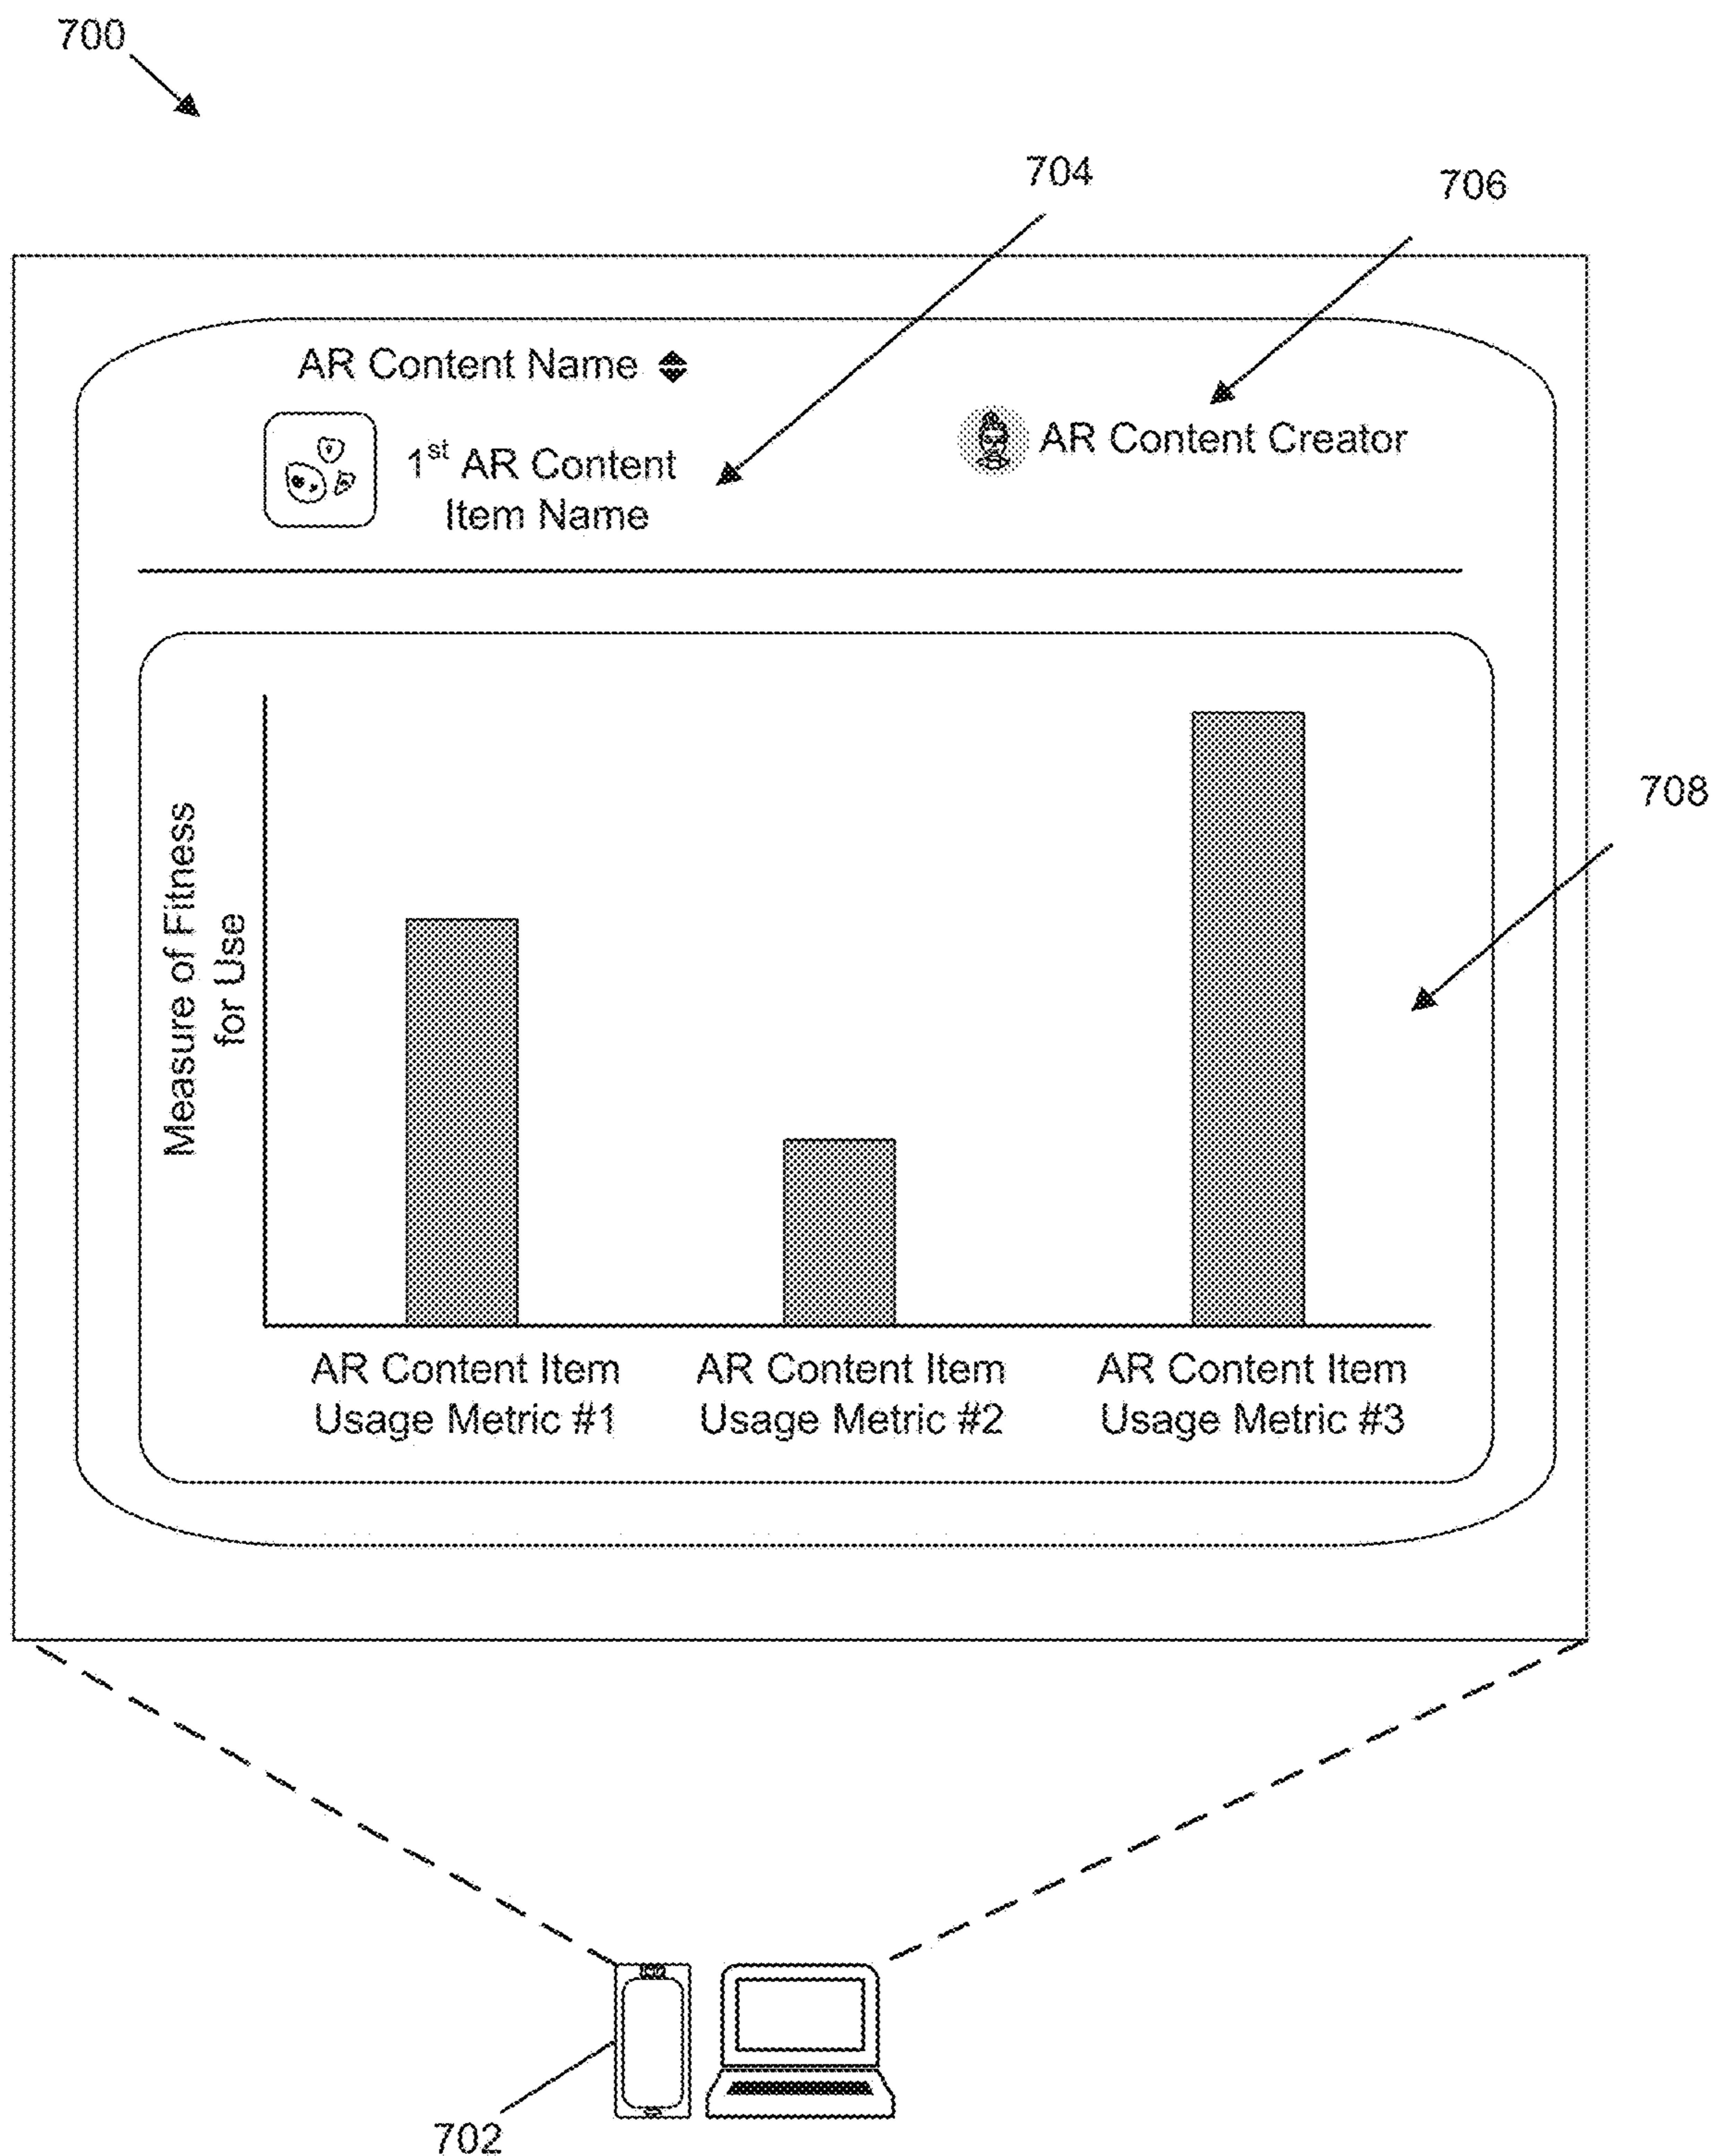 700
704
706
AR Content Name
1st AR Content
Item Name
AR Content Creator
Measure of Fitness
for Use
708
AR Content Item
Usage Metric #1
AR Content Item
Usage Metric #2
AR Content Item
Usage Metric #3
702